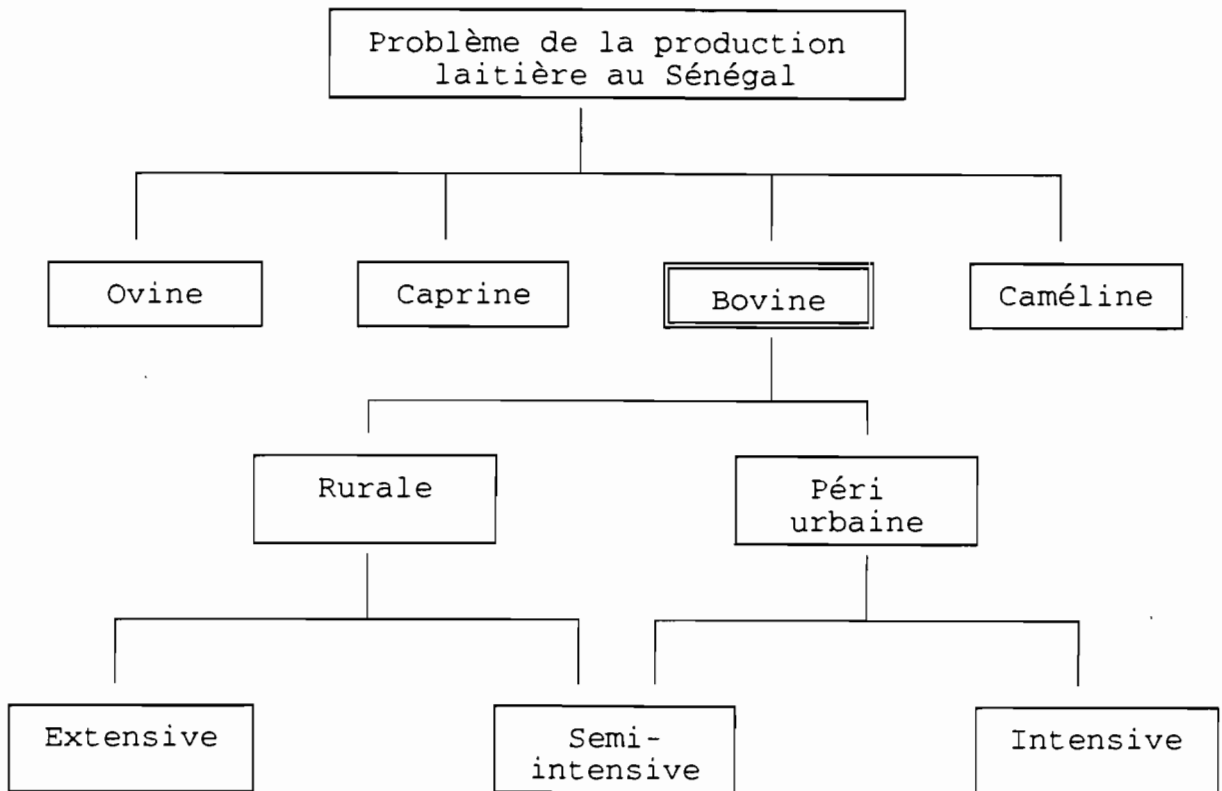 Problème de la production
laitière au Sénégal
Ovine
Caprine
Bovine
Caméline
Rurale
Péri
urbaine
Extensive
Semi-
intensive
Intensive